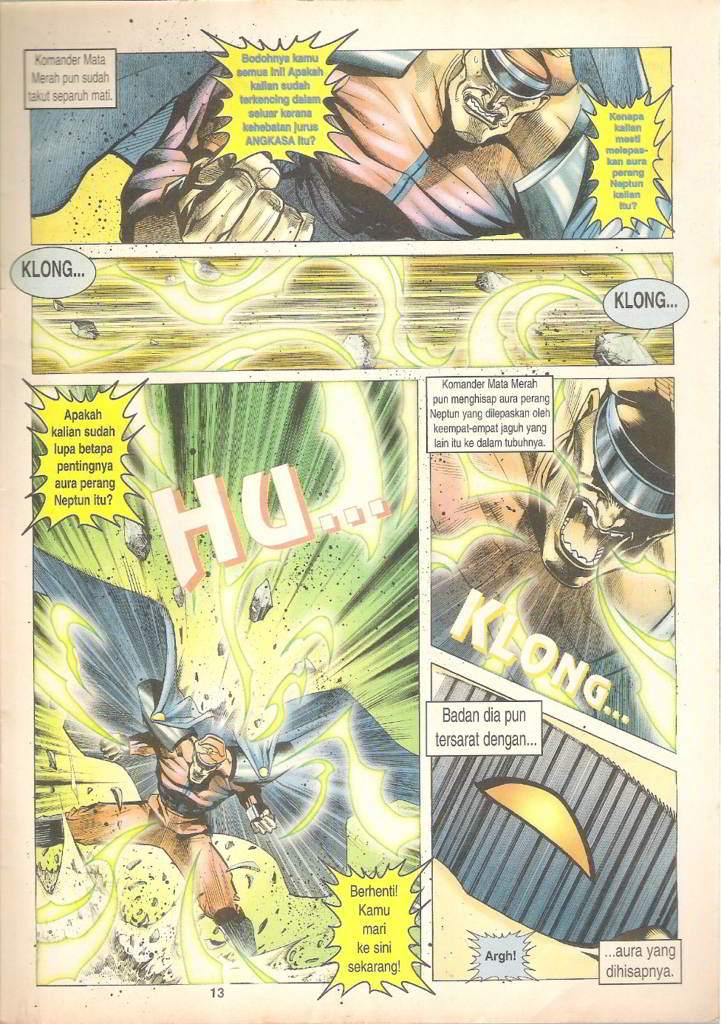 Komander Mata
Merah pun sudah
takut separuh mati.
Bodohnya kamu
semua ini! Apakah
kalian sudah
terkencing dalam
seluar kerana
kehebatan jurus
ANGKASA itu?
Kenapa
kalian
mesti
melepas-
kan aura
perang
Neptun
kalian
itu?
KLONG...
KLONG...
Apakah
kalian sudah
lupa betapa
pentingnya
aura perang
Neptun itu?
HU...
Komander Mata Merah
pun menghisap aura perang
Neptun yang dilepaskan oleh
keempat-empat jaguh yang
lain itu ke dalam tubuhnya.
KLONG...
Berhenti!
Kamu
mari
ke sini
sekarang!
Badan dia pun
tersarat dengan...
Argh!
...aura yang
dihisapnya.
13